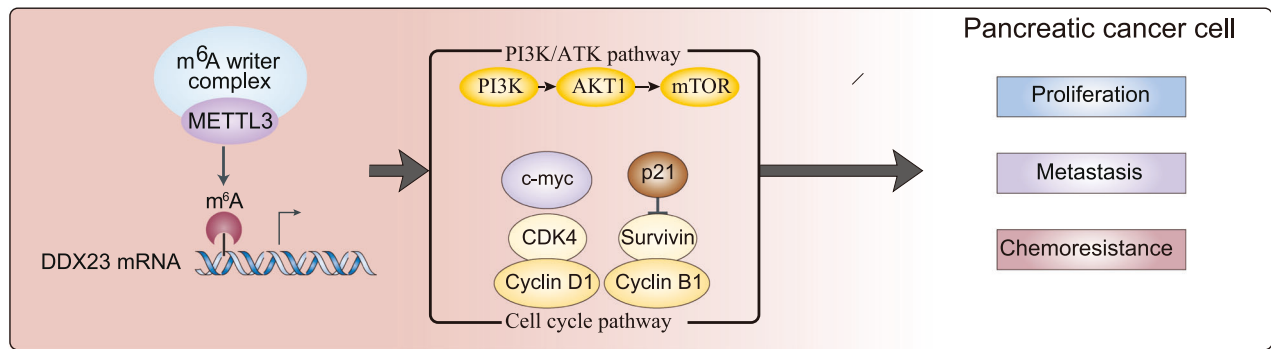 m⁶A writer
complex
METTL3
m⁶A
DDX23 mRNA
PI3K/ATK pathway
PI3K
AKT1
mTOR
c-myc
p21
CDK4
Survivin
Cyclin D1
Cyclin B1
Cell cycle pathway
Pancreatic cancer cell
Proliferation
Metastasis
Chemoresistance